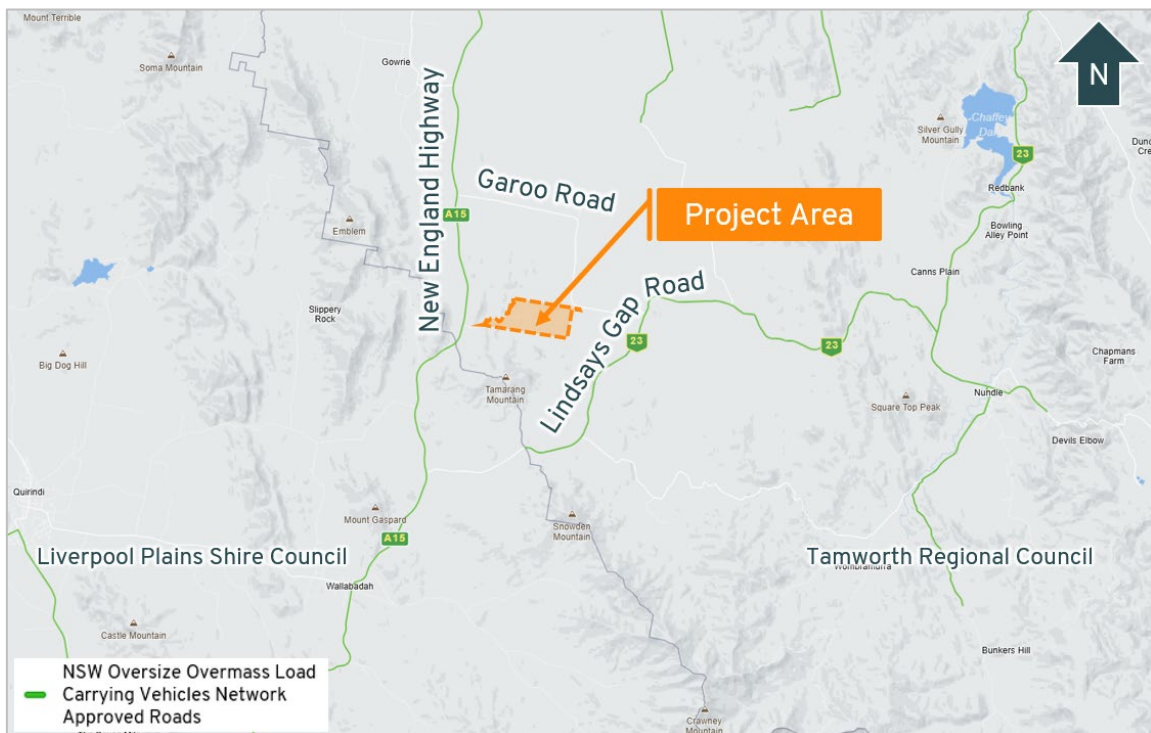 Mount Terrible
Soma Mountain
Gowrie
N
Chaffey
Silver Gully
Mountain
23
Redbank
New England Highway
A15
Garoo Road
Project Area
Emblem
Bowling
Alley Point
Canns Plain
Slippery
Rock
Lindsays Gap Road
23
23
Big Dog Hill
Tamarang
Mountain
Chapmans
Farm
Nundle
Square Top Peak
Devils Elbow
Quirindi
Mount Gaspard
Snowden
Mountain
A15
Liverpool Plains Shire Council
Tamworth Regional Council
Wallabadah
Castle Mountain
Bunkers Hill
NSW Oversize Overmass Load
Carrying Vehicles Network
Approved Roads
Crawney
Mountain